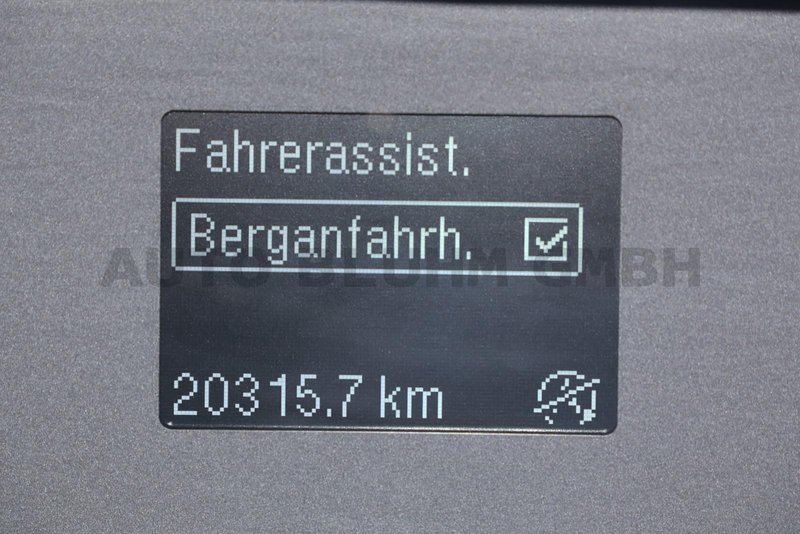 Fahrerassist.
Berganfahrh.
AUTO BLUHM GMBH
20315.7 km